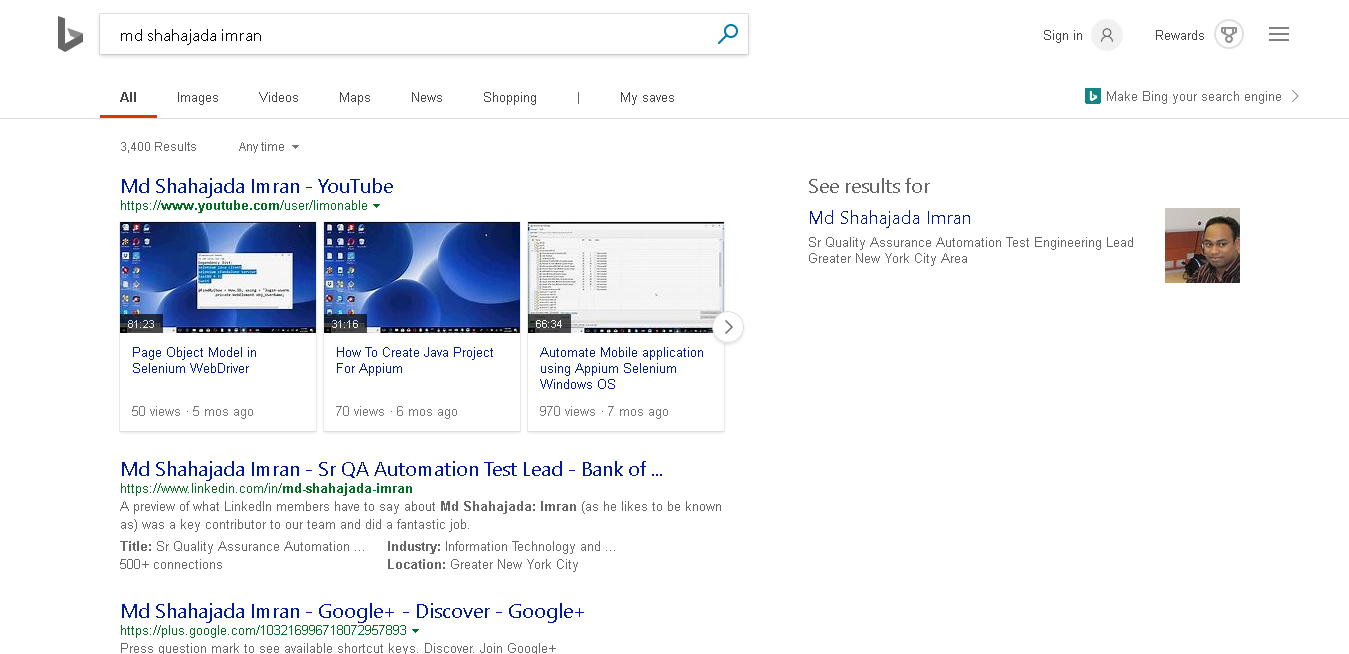 md shahajada imran
Sign in
Rewards
All
Images
Videos
Maps
News
Shopping
|
My saves
Make Bing your search engine
3,400 Results
Any time
Md Shahajada Imran - YouTube
https://www.youtube.com/user/limonable
81:23
31:16
66:34
Page Object Model in
Selenium WebDriver
50 views · 5 mos ago
How To Create Java Project
For Appium
70 views · 6 mos ago
Automate Mobile application
using Appium Selenium
Windows OS
970 views · 7 mos ago
Md Shahajada Imran - Sr QA Automation Test Lead - Bank of ...
https://www.linkedin.com/in/md-shahajada-imran
A preview of what LinkedIn members have to say about Md Shahajada: Imran (as he likes to be known
as) was a key contributor to our team and did a fantastic job.
Title: Sr Quality Assurance Automation ...
Industry: Information Technology and ...
500+ connections
Location: Greater New York City
Md Shahajada Imran - Google+ - Discover - Google+
https://plus.google.com/103216996718072957893
Press question mark to see available shortcut keys. Discover. Join Google+
See results for
Md Shahajada Imran
Sr Quality Assurance Automation Test Engineering Lead
Greater New York City Area